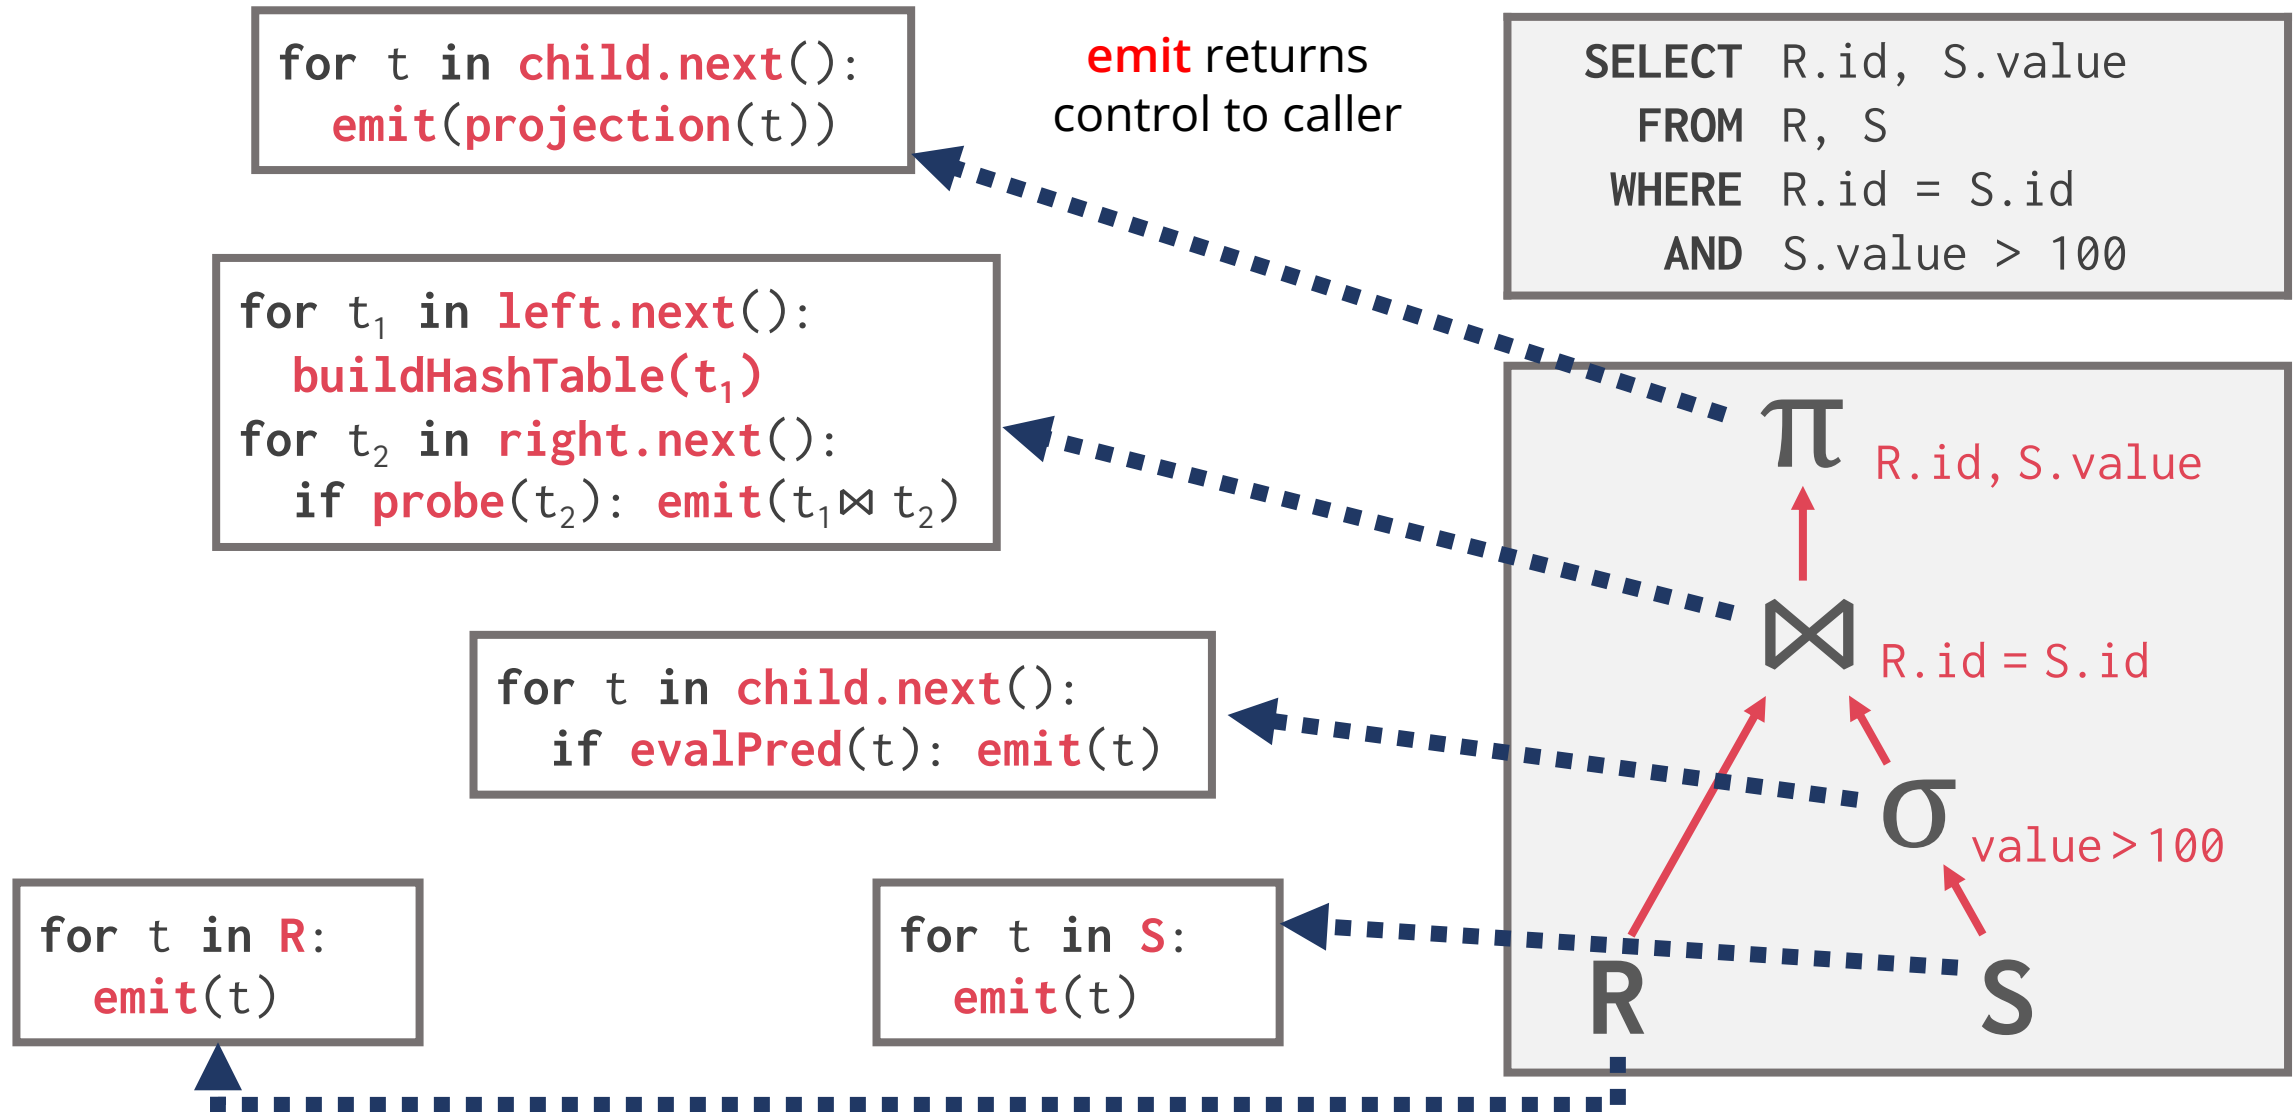 for t in child.next():
emit(projection(t))
emit returns
control to caller
SELECT R.id, S.value
FROM R, S
WHERE R.id = S.id
AND S.value > 100
for t1 in left.next():
buildHashTable(t1)
for t2 in right.next():
if probe(t2): emit(t1⋈ t2)
for t in child.next():
if evalPred(t): emit(t)
for t in R:
emit(t)
for t in S:
emit(t)
π R.id, S.value
⋈ R.id = S.id
σ value>100
R S